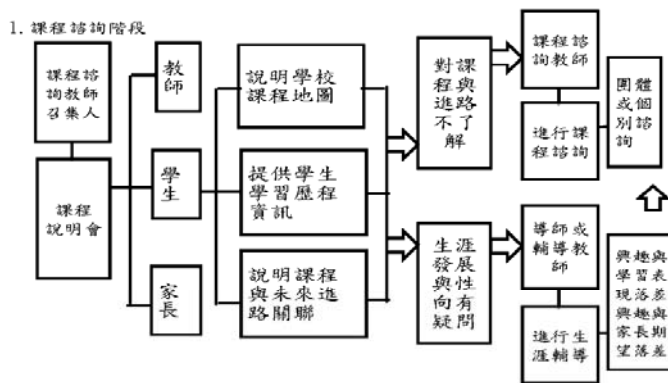 1. 課程諮詢階段
課程諮
詢教師
召集人
課程
說明會
教
師
學
生
家
長
說明學校
課程地圖
提供學生
學習歷程
資訊
說明課程
與未來進
路關聯
對課
程與
進路
不了
解
生涯
發展
與性
向有
疑問
課程諮
詢教師
進行課
程諮詢
團體
或個
別諮
詢
導師或
輔導教
師
進行生
涯輔導
興趣與
學習表
現落差
興趣與
家長期
望落差